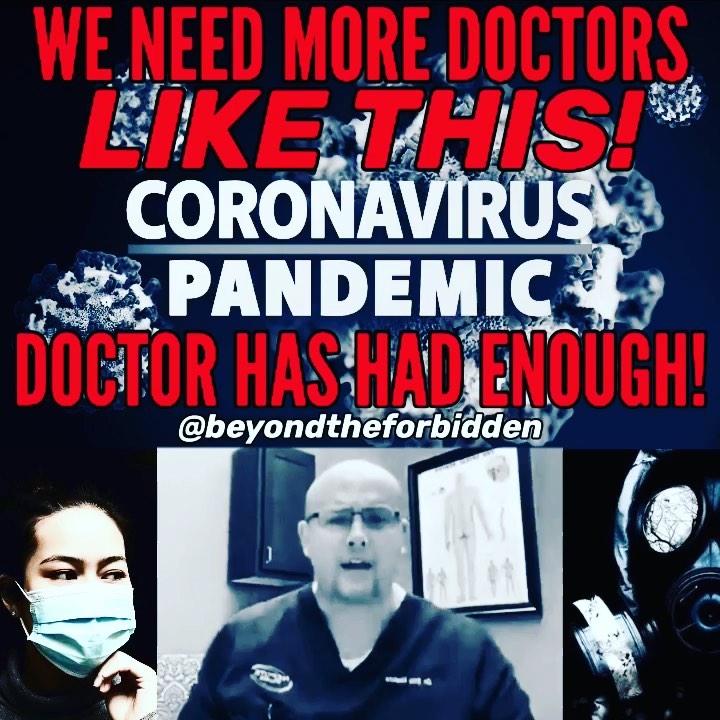 WE NEED MORE DOCTORS
LIKE THIS!
CORONAVIRUS
PANDEMIC
DOCTOR HAS HAD ENOUGH!
@beyondtheforbidden